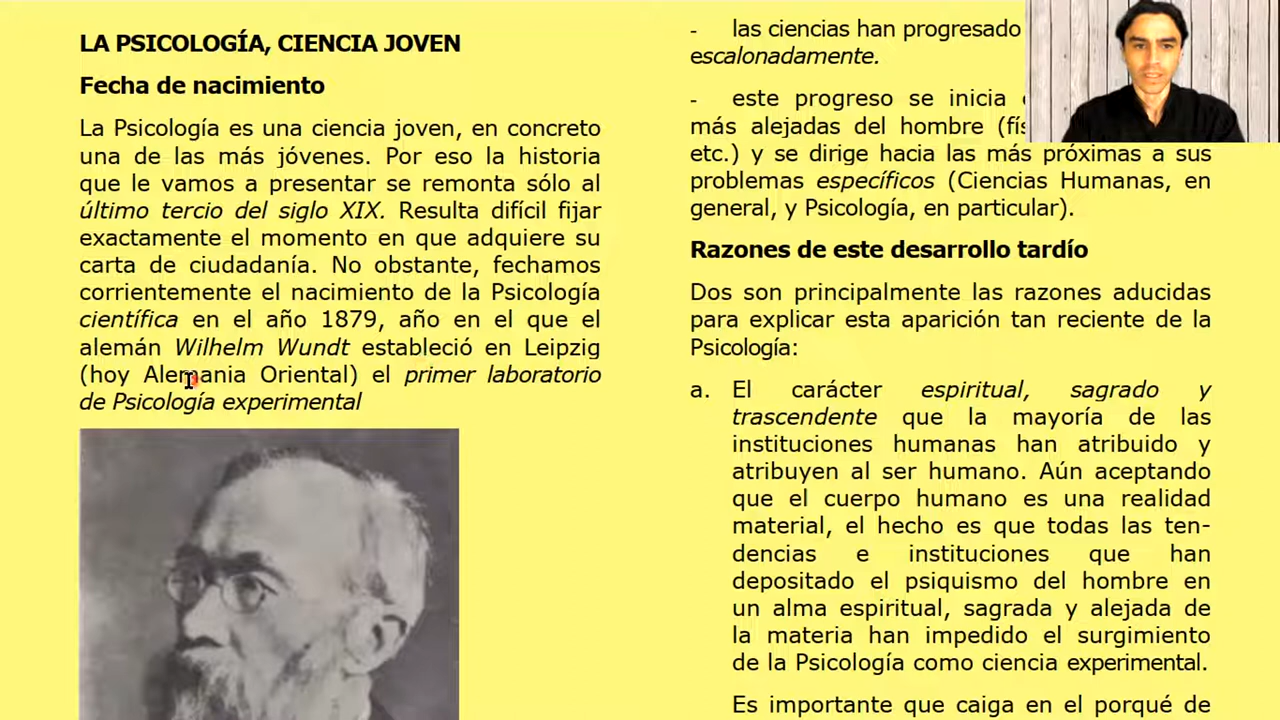 LA PSICOLOGÍA, CIENCIA JOVEN
Fecha de nacimiento
La Psicología es una ciencia joven, en concreto
una de las más jóvenes. Por eso la historia
que le vamos a presentar se remonta sólo al
último tercio del siglo XIX. Resulta difícil fijar
exactamente el momento en que adquiere su
carta de ciudadanía. No obstante, fechamos
corrientemente el nacimiento de la Psicología
científica en el año 1879, año en el que el
alemán Wilhelm Wundt estableció en Leipzig
(hoy Alemania Oriental) el primer laboratorio
de Psicología experimental
- las ciencias han progresado
escalonadamente.
- este progreso se inicia
más alejadas del hombre
etc.) y se dirige hacia las más próximas a sus
problemas específicos (Ciencias Humanas, en
general, y Psicología, en particular).
Razones de este desarrollo tardío
Dos son principalmente las razones aducidas
para explicar esta aparición tan reciente de la
Psicología:
a. El carácter espiritual, sagrado y
trascendente que la mayoría de las
instituciones humanas han atribuido y
atribuyen al ser humano. Aún aceptando
que el cuerpo humano es una realidad
material, el hecho es que todas las ten-
dencias e instituciones que han
depositado el psiquismo del hombre en
un alma espiritual, sagrada y alejada de
la materia han impedido el surgimiento
de la Psicología como ciencia experimental.
Es importante que caiga en el porqué de